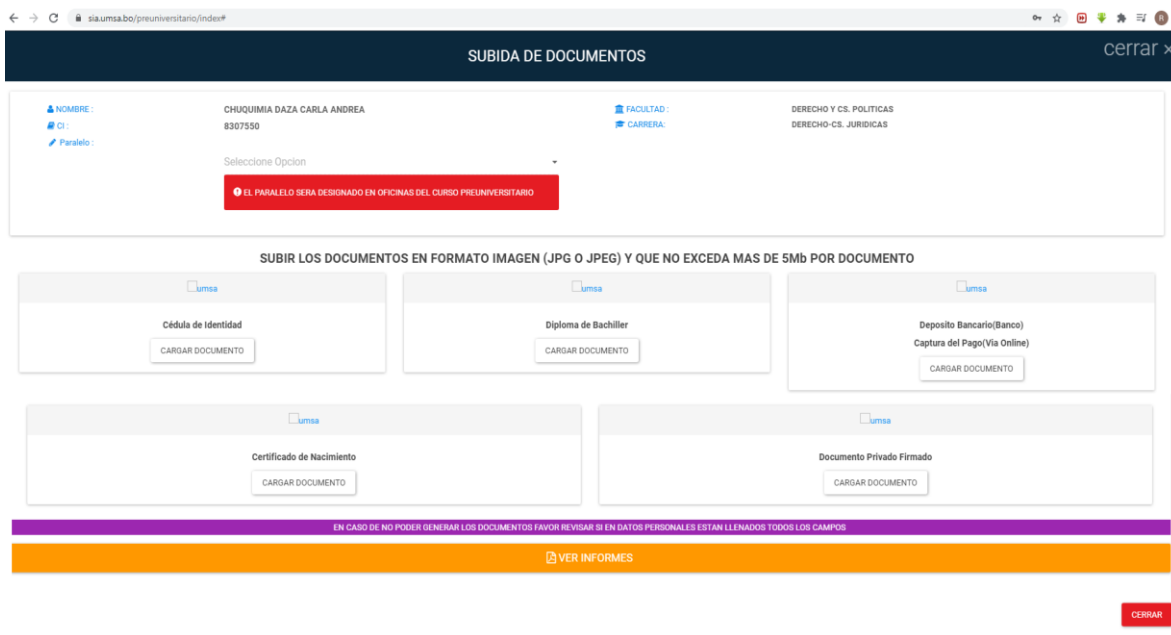 sia.umsa.bo/preuniversitario/index#
R
SUBIDA DE DOCUMENTOS
cerrar ×
NOMBRE :
CHUQUIMIA DAZA CARLA ANDREA
FACULTAD :
DERECHO Y CS. POLITICAS
CI :
8307550
CARRERA:
DERECHO-CS. JURIDICAS
Paralelo :
Seleccione Opcion
EL PARALELO SERA DESIGNADO EN OFICINAS DEL CURSO PREUNIVERSITARIO
SUBIR LOS DOCUMENTOS EN FORMATO IMAGEN (JPG O JPEG) Y QUE NO EXCEDA MAS DE 5Mb POR DOCUMENTO
umsa
Cédula de Identidad
CARGAR DOCUMENTO
umsa
Diploma de Bachiller
CARGAR DOCUMENTO
umsa
Deposito Bancario(Banco)
Captura del Pago(Via Online)
CARGAR DOCUMENTO
umsa
Certificado de Nacimiento
CARGAR DOCUMENTO
umsa
Documento Privado Firmado
CARGAR DOCUMENTO
EN CASO DE NO PODER GENERAR LOS DOCUMENTOS FAVOR REVISAR SI EN DATOS PERSONALES ESTAN LLENADOS TODOS LOS CAMPOS
VER INFORMES
CERRAR